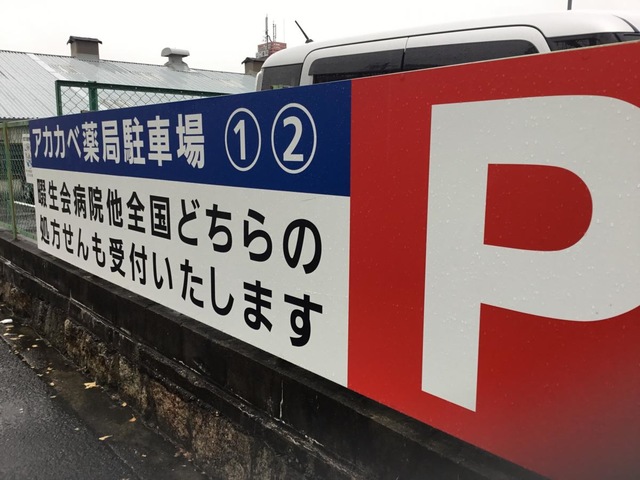 アカカベ薬局駐車場 ① ②
畷生会病院他全国どちらの
処方せんも受付いたします
P